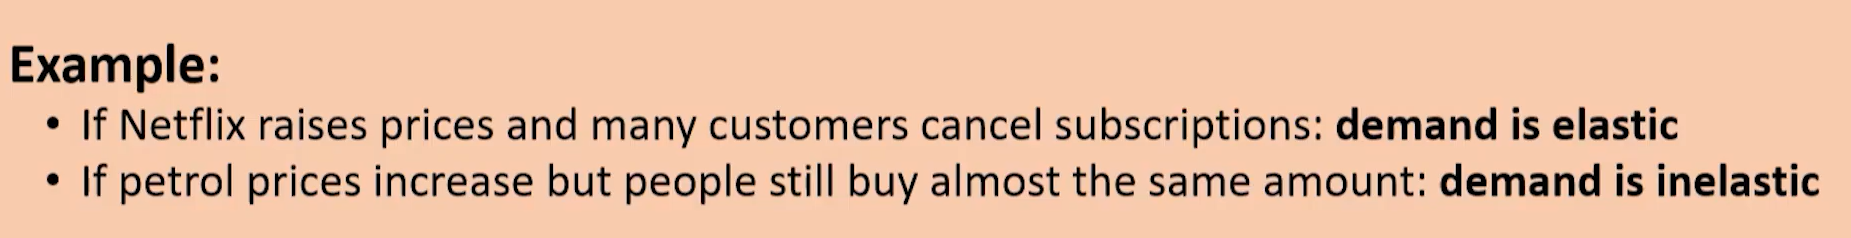 Example:
• If Netflix raises prices and many customers cancel subscriptions: demand is elastic
• If petrol prices increase but people still buy almost the same amount: demand is inelastic